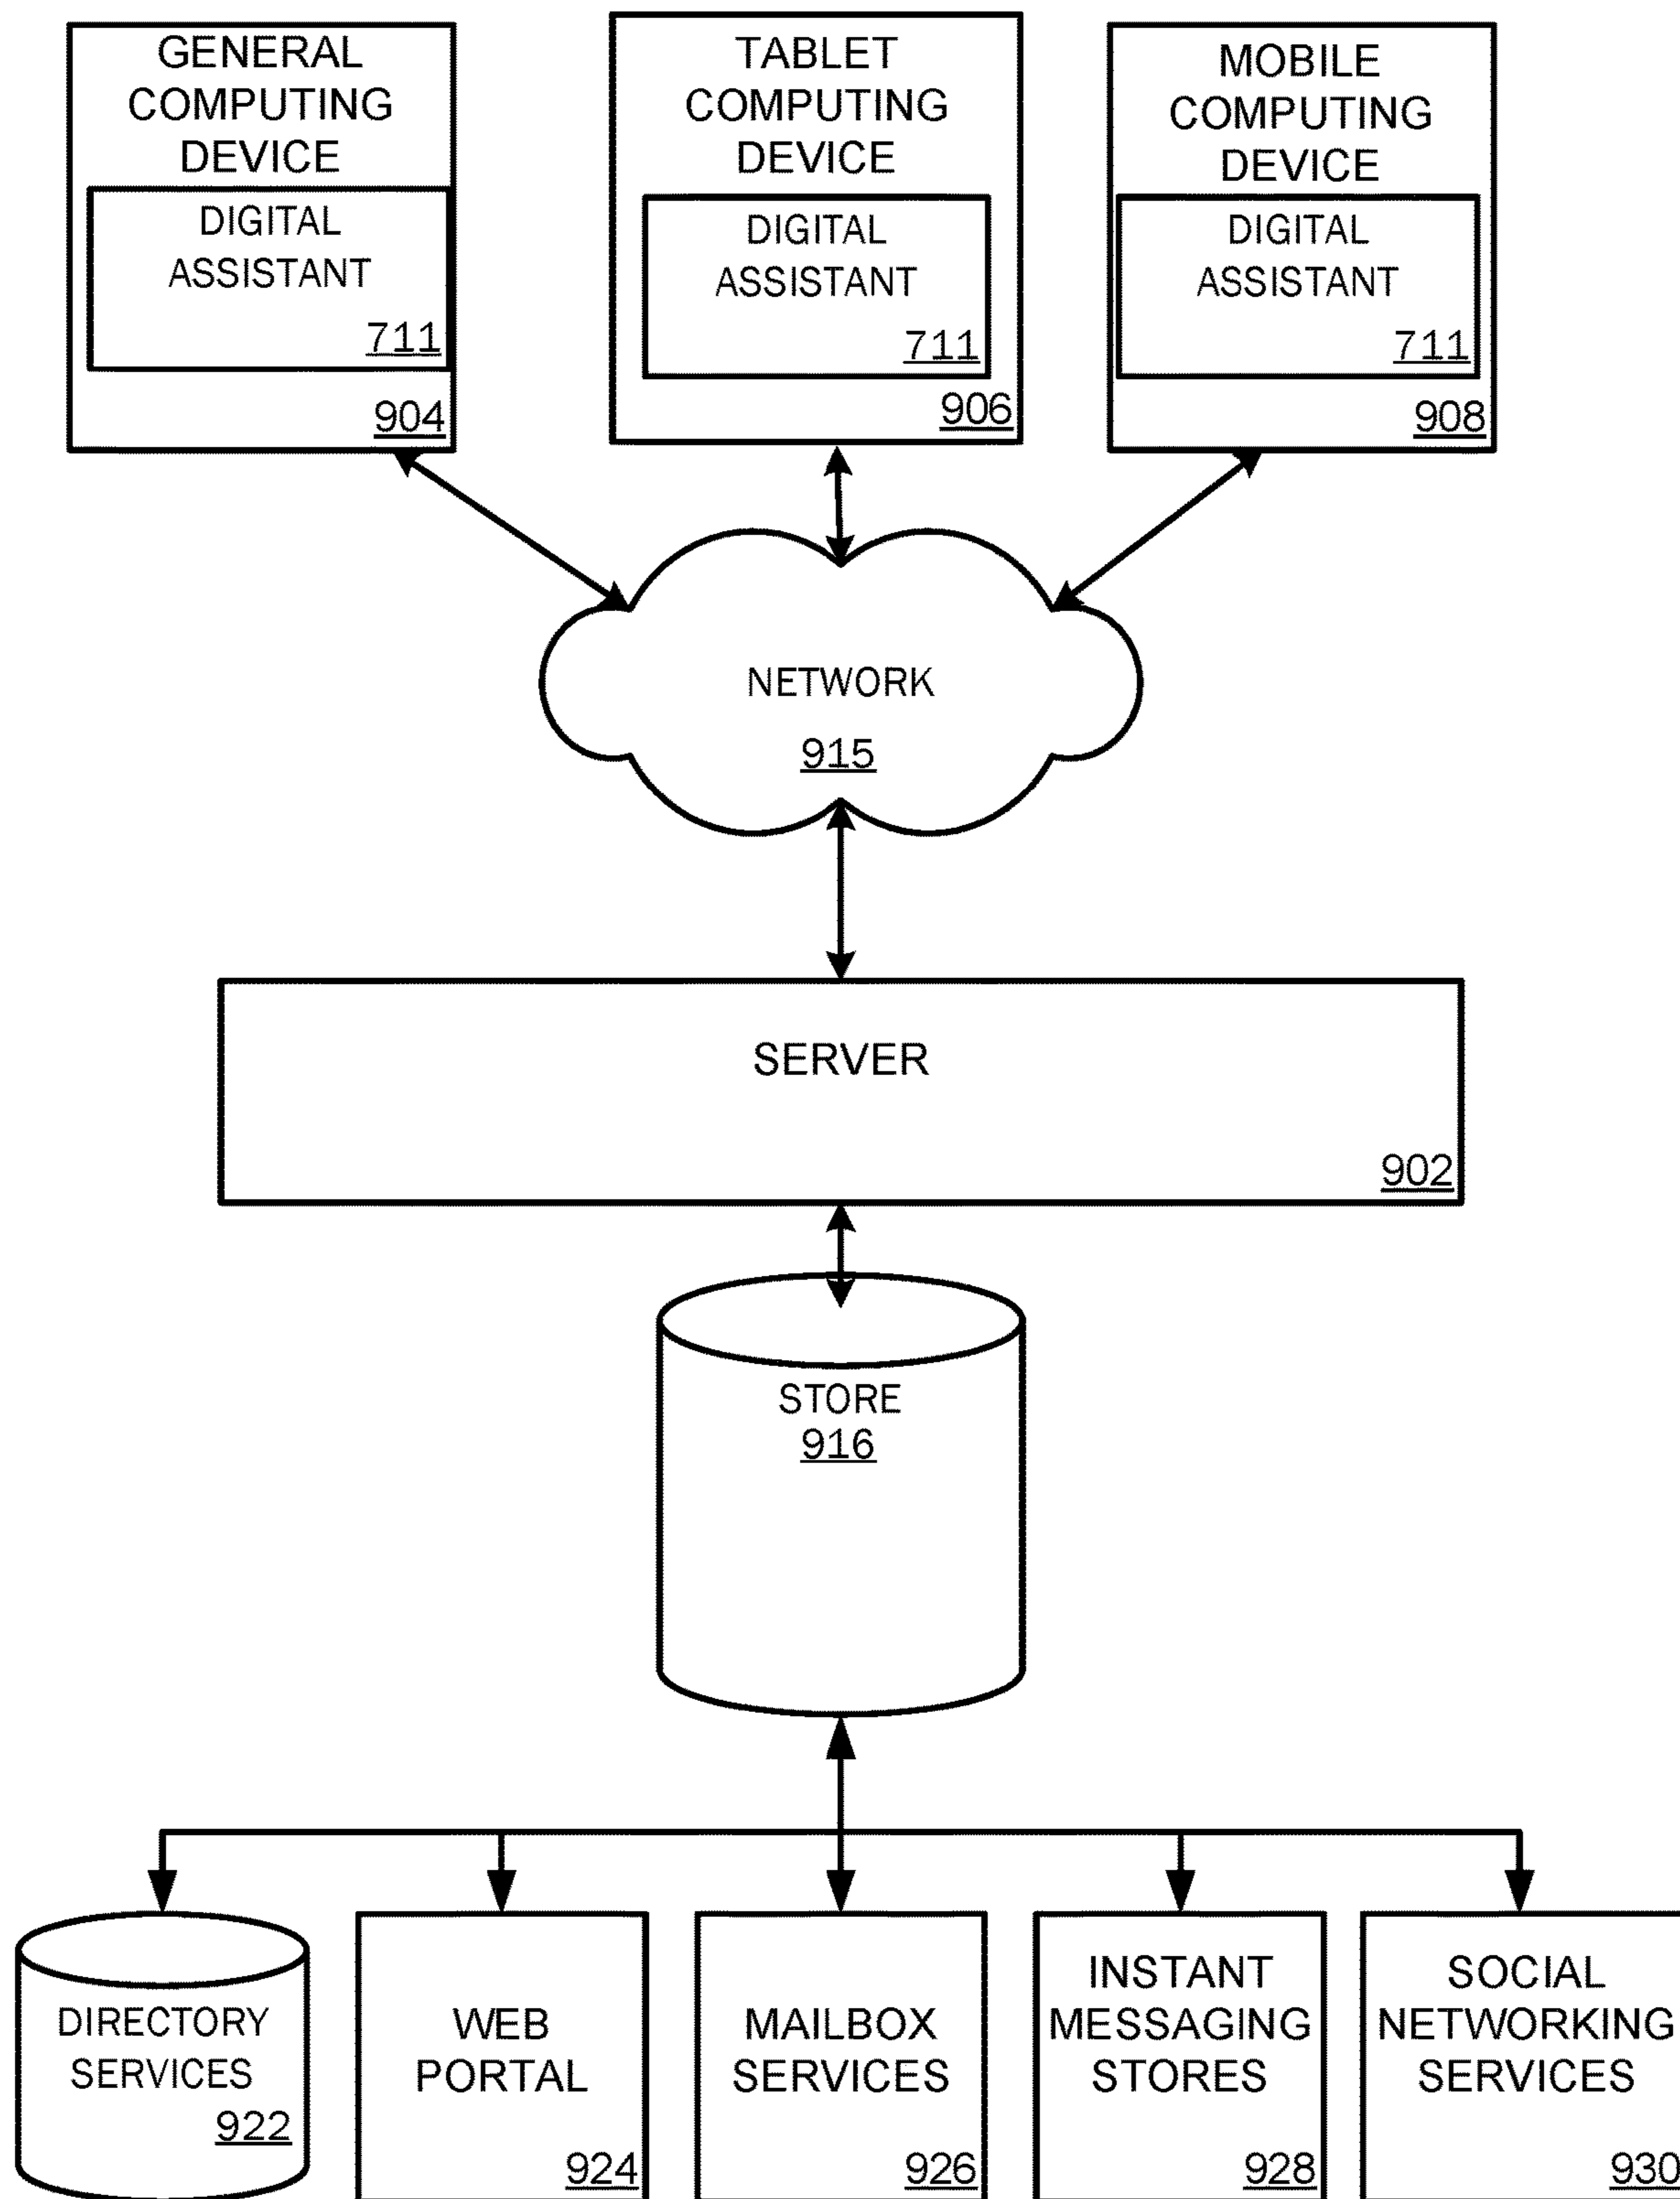 GENERAL
COMPUTING
DEVICE
DIGITAL
ASSISTANT
711
904
TABLET
COMPUTING
DEVICE
DIGITAL
ASSISTANT
711
906
MOBILE
COMPUTING
DEVICE
DIGITAL
ASSISTANT
711
908
NETWORK
915
SERVER
902
STORE
916
DIRECTORY
SERVICES
922
WEB
PORTAL
924
MAILBOX
SERVICES
926
INSTANT
MESSAGING
STORES
928
SOCIAL
NETWORKING
SERVICES
930